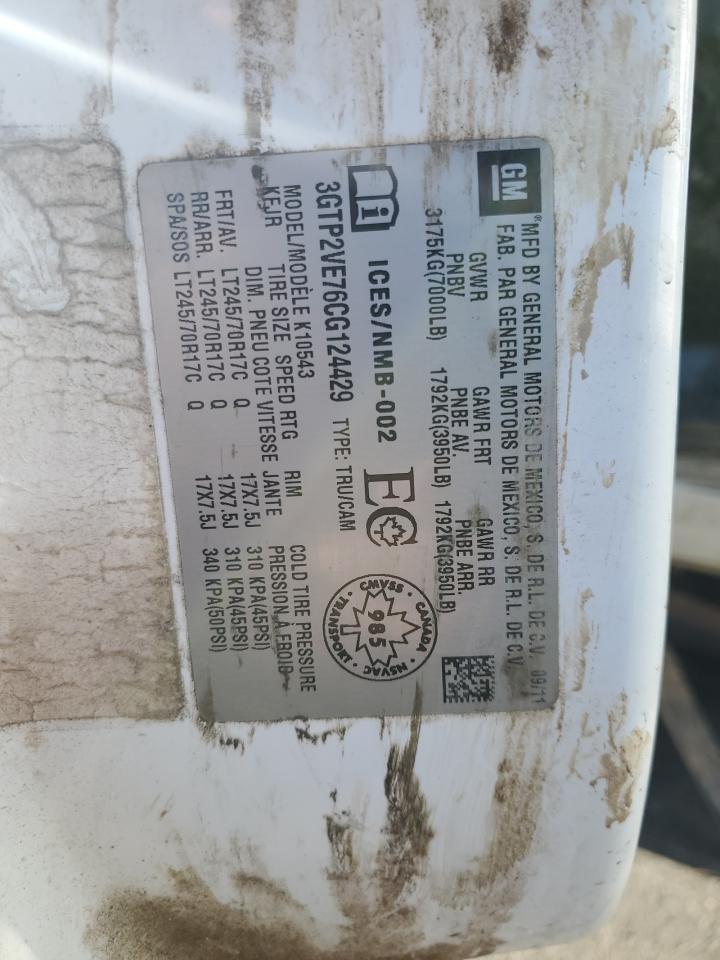 GM
®MFD BY GENERAL MOTORS DE MEXICO, S. DE R.L. DE C.V. 09/11
FAB. PAR GENERAL MOTORS DE MEXICO, S. DE R.L. DE C.V.
GVWR GAWR FRT GAWR RR
PNBV PNBE AV. PNBE ARR.
3175KG(7000LB) 1792KG(3950LB) 1792KG(3950LB)
i ICES/NMB-002 EC
CMVSS · CANADA · NSVAC · TRANSPORT ·
985
3GTP2VE76CG124429 TYPE: TRU/CAM
MODEL/MODÈLE K10543
KEJR TIRE SIZE SPEED RTG RIM COLD TIRE PRESSURE
DIM. PNEU COTE VITESSE JANTE PRESSION A FROID
FRT/AV. LT245/70R17C Q 17X7.5J 310 KPA(45PSI)
RR/ARR. LT245/70R17C Q 17X7.5J 310 KPA(45PSI)
SPA/SOS LT245/70R17C Q 17X7.5J 340 KPA(50PSI)